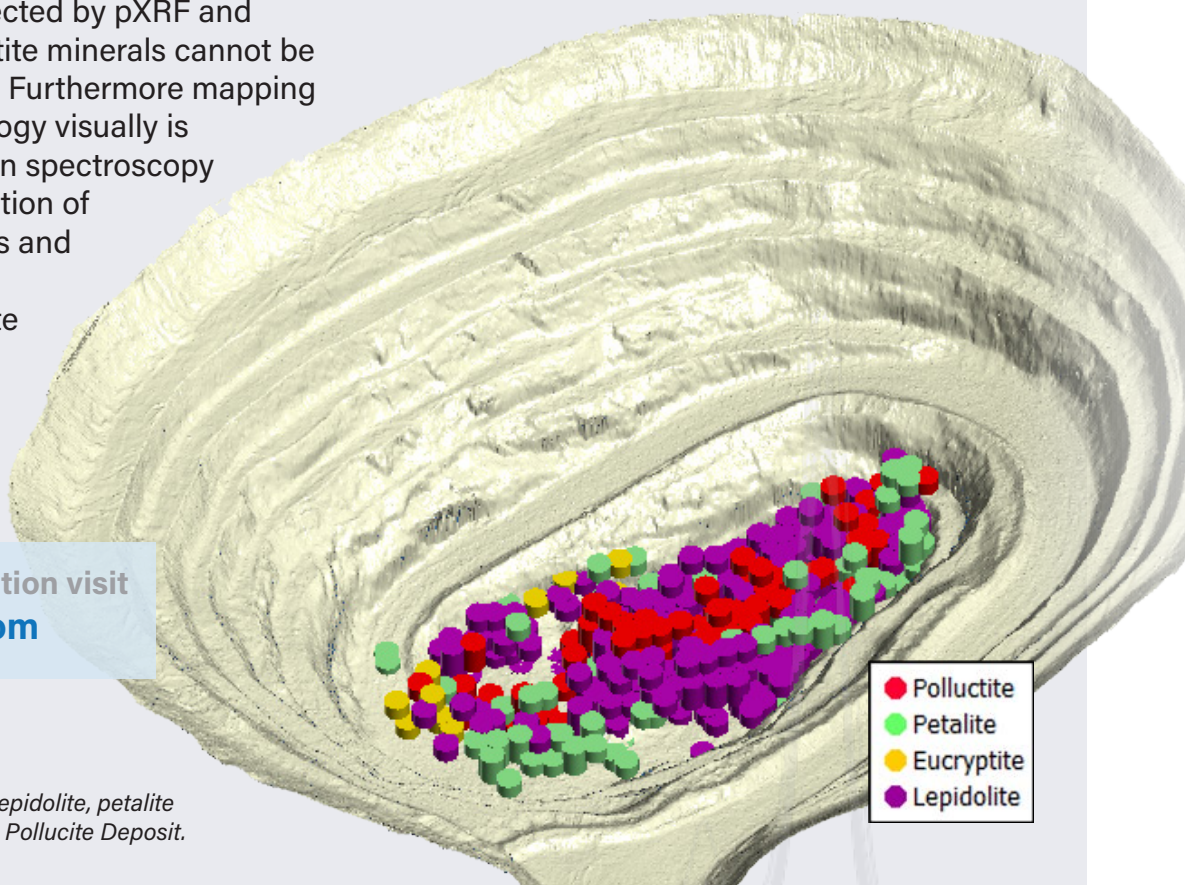 cted by pXRF and
tite minerals cannot be
Furthermore mapping
ogy visually is
n spectroscopy
tion of
s and
te
tion visit
om
epidolite, petalite
Pollucite Deposit.
Polluctite
Petalite
Eucryptite
Lepidolite